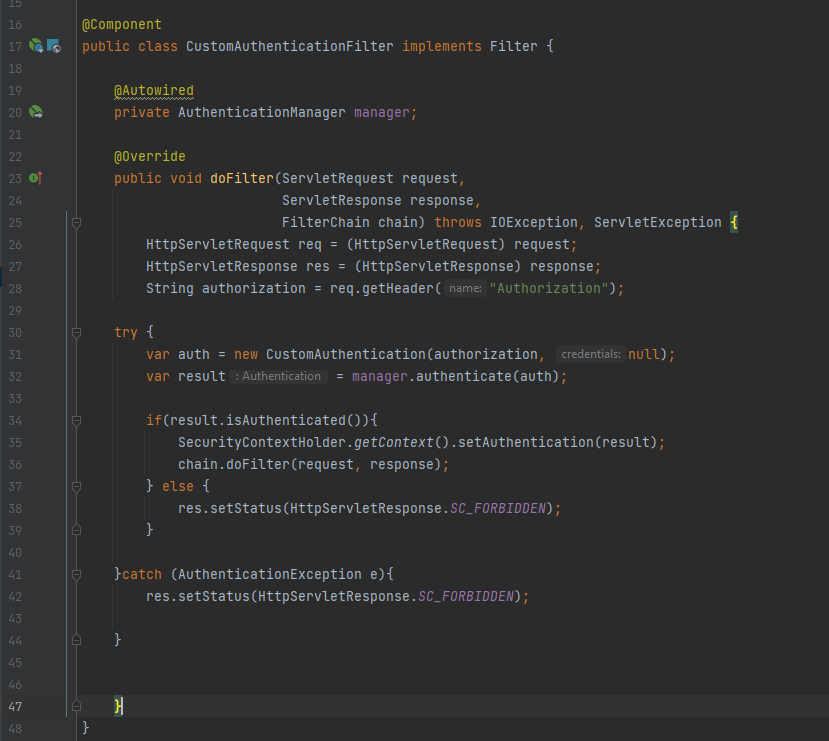 15
16 @Component
17 public class CustomAuthenticationFilter implements Filter {
18
19 @Autowired
20 private AuthenticationManager manager;
21
22 @Override
23 public void doFilter(ServletRequest request,
24 ServletResponse response,
25 FilterChain chain) throws IOException, ServletException {
26 HttpServletRequest req = (HttpServletRequest) request;
27 HttpServletResponse res = (HttpServletResponse) response;
28 String authorization = req.getHeader( name: "Authorization");
29
30 try {
31 var auth = new CustomAuthentication(authorization, credentials: null);
32 var result : Authentication = manager.authenticate(auth);
33
34 if(result.isAuthenticated()){
35 SecurityContextHolder.getContext().setAuthentication(result);
36 chain.doFilter(request, response);
37 } else {
38 res.setStatus(HttpServletResponse.SC_FORBIDDEN);
39 }
40
41 }catch (AuthenticationException e){
42 res.setStatus(HttpServletResponse.SC_FORBIDDEN);
43
44 }
45
46
47 }
48 }